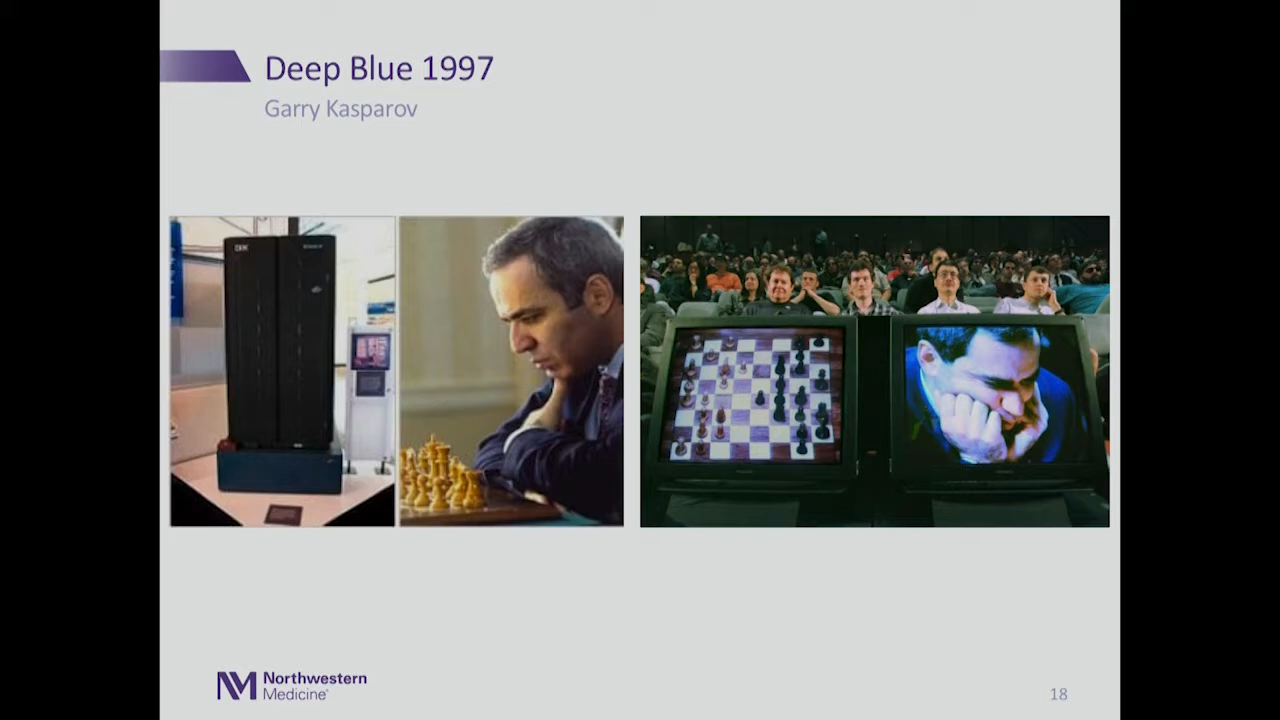 Deep Blue 1997
Garry Kasparov
IBM
Northwestern
Medicine®
18